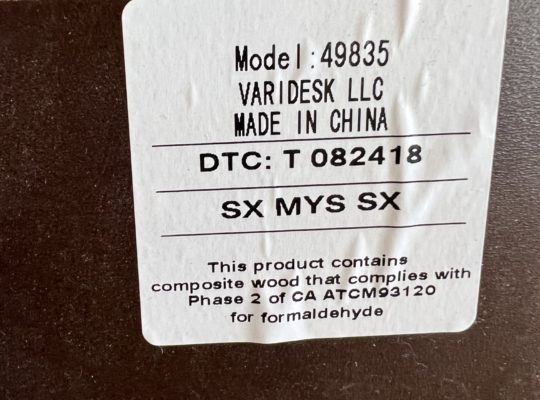 Model:49835
VARIDESK LLC
MADE IN CHINA
DTC: T 082418
SX MYS SX
This product contains
composite wood that complies with
Phase 2 of CA ATCM93120
for formaldehyde